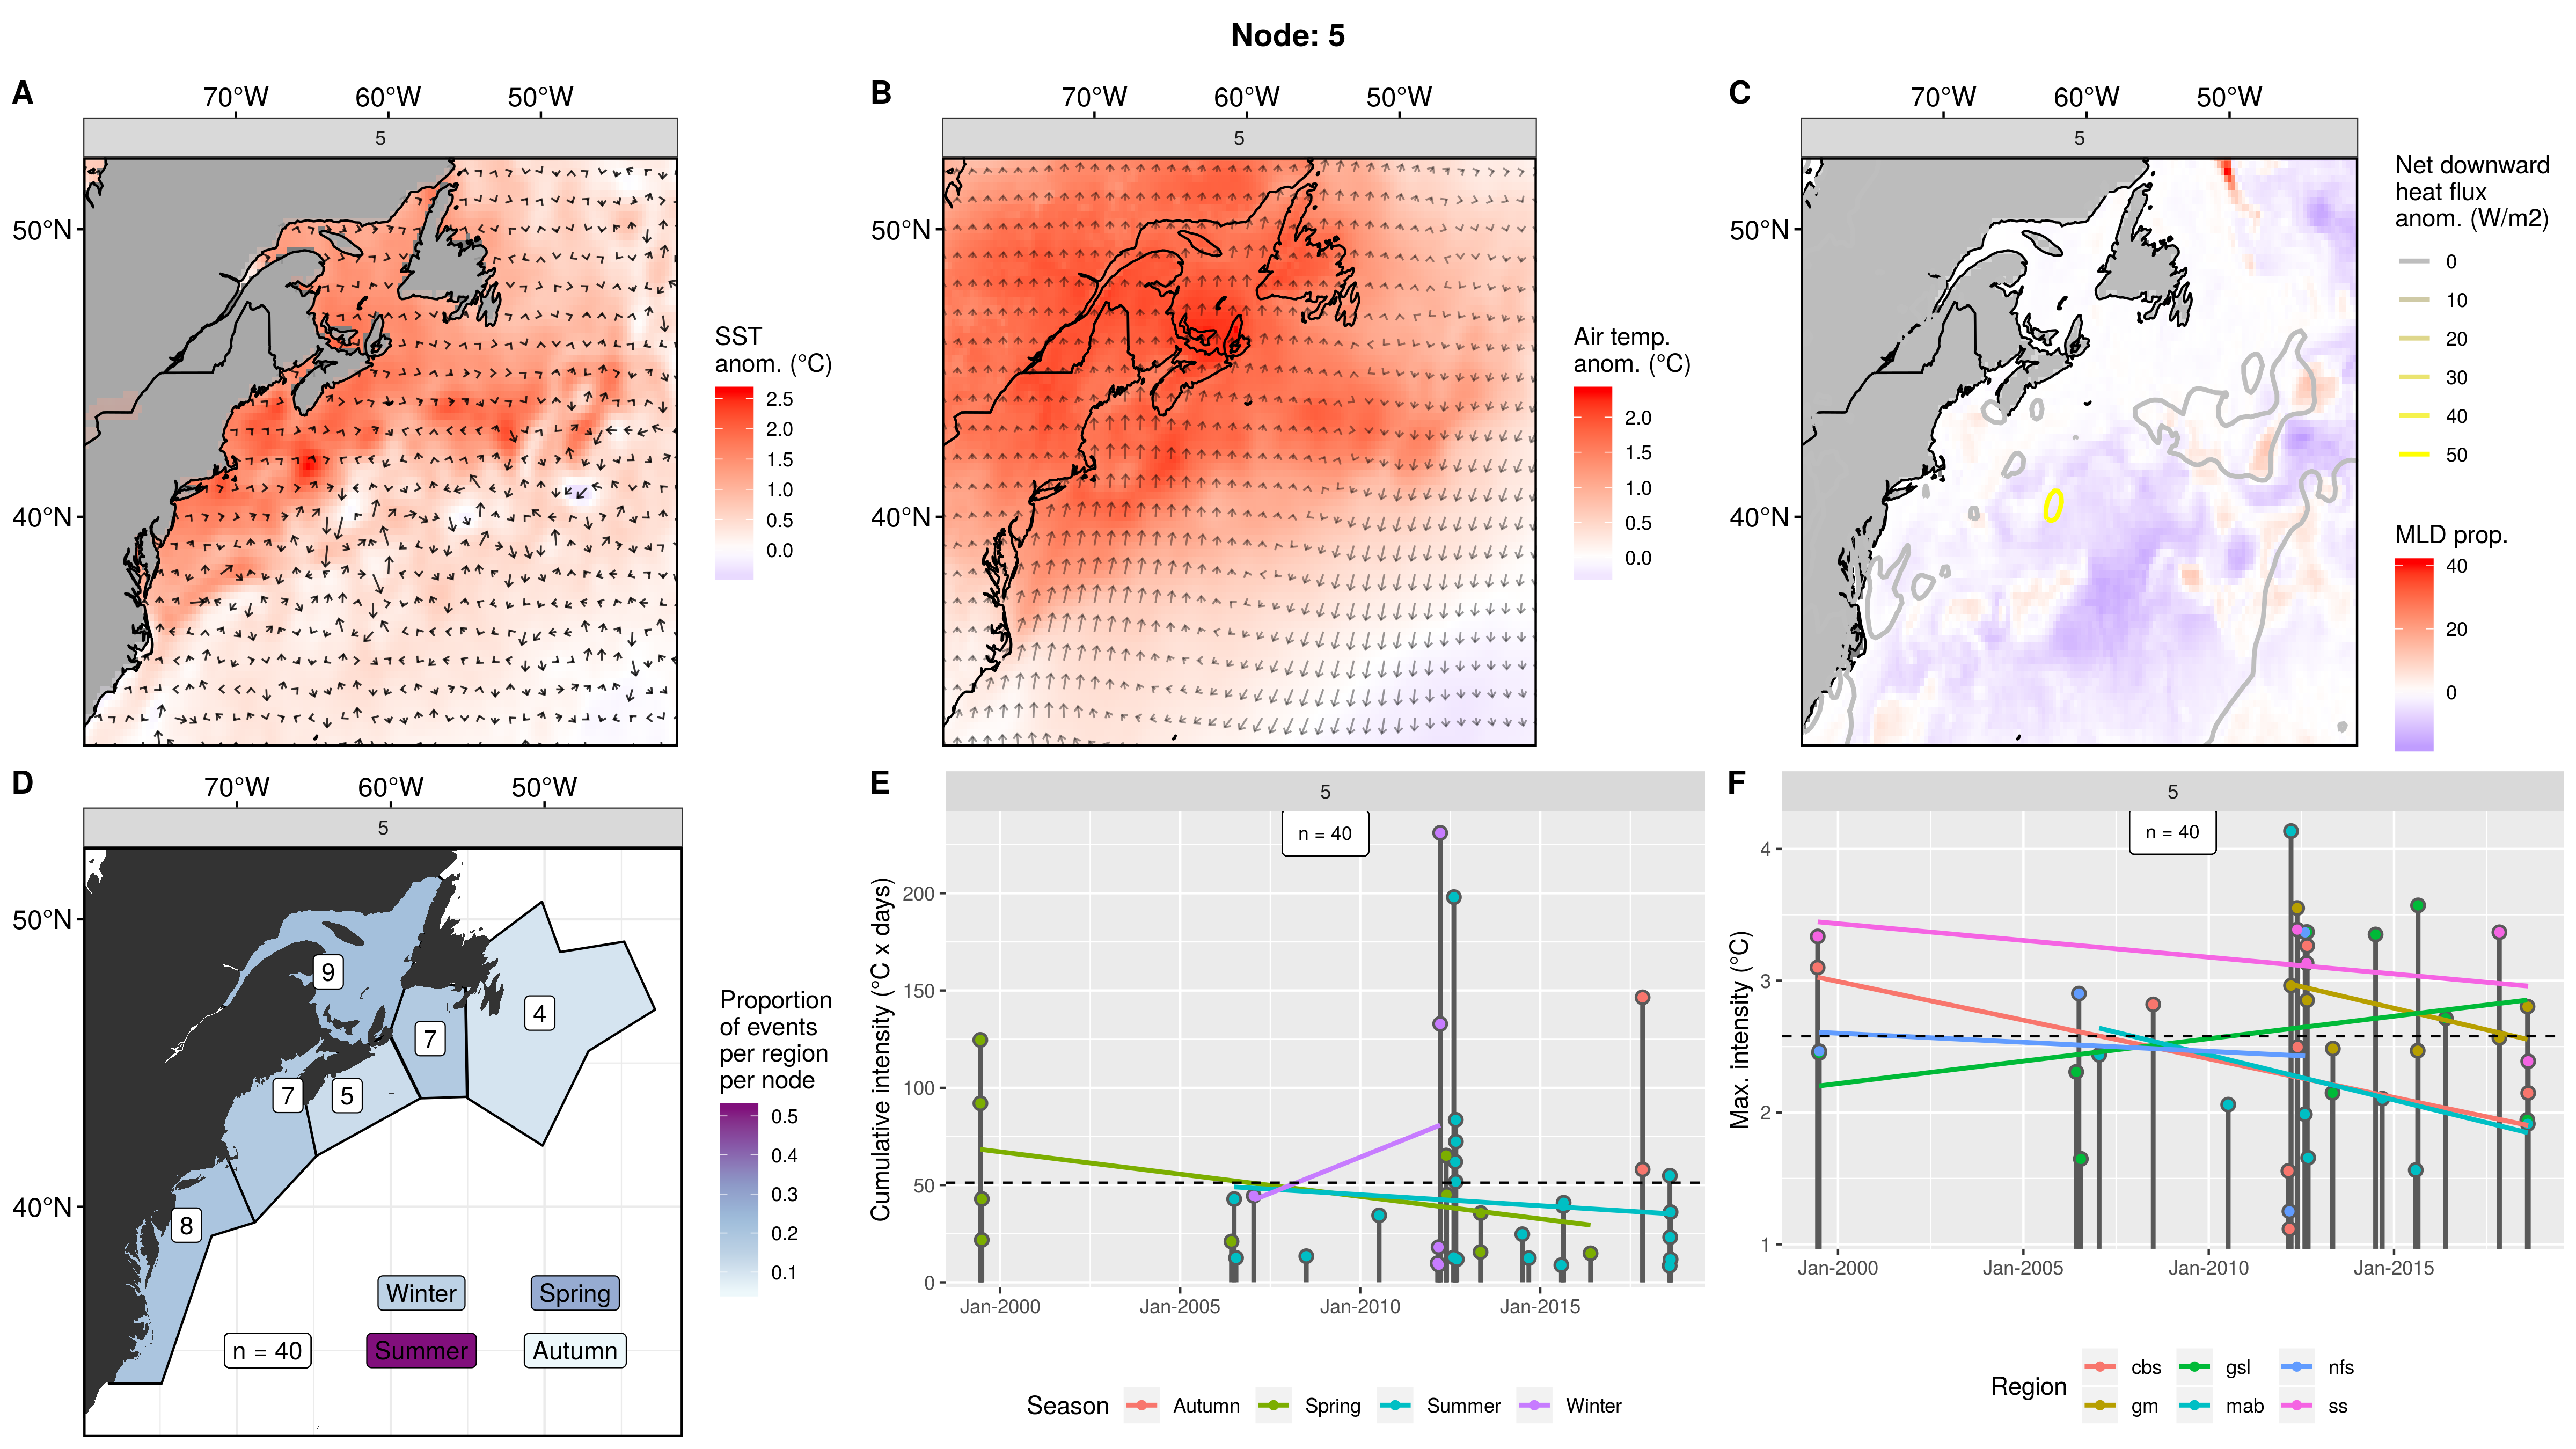 Node: 5
A
70°W 60°W 50°W
5
50°N
40°N
SST
anom. (°C)
2.5
2.0
1.5
1.0
0.5
0.0
B
70°W 60°W 50°W
5
50°N
40°N
Air temp.
anom. (°C)
2.0
1.5
1.0
0.5
0.0
C
70°W 60°W 50°W
5
50°N
40°N
Net downward
heat flux
anom. (W/m2)
0
10
20
30
40
50
MLD prop.
40
20
0
D
70°W 60°W 50°W
5
50°N
40°N
9
7
4
7
5
8
Winter Spring
n = 40 Summer Autumn
Proportion
of events
per region
per node
0.5
0.4
0.3
0.2
0.1
E
5
n = 40
Cumulative intensity (°C x days)
200
150
100
50
0
Jan-2000 Jan-2005 Jan-2010 Jan-2015
Season Autumn Spring Summer Winter
F
5
n = 40
Max. intensity (°C)
4
3
2
1
Jan-2000 Jan-2005 Jan-2010 Jan-2015
Region
cbs gsl nfs
gm mab ss